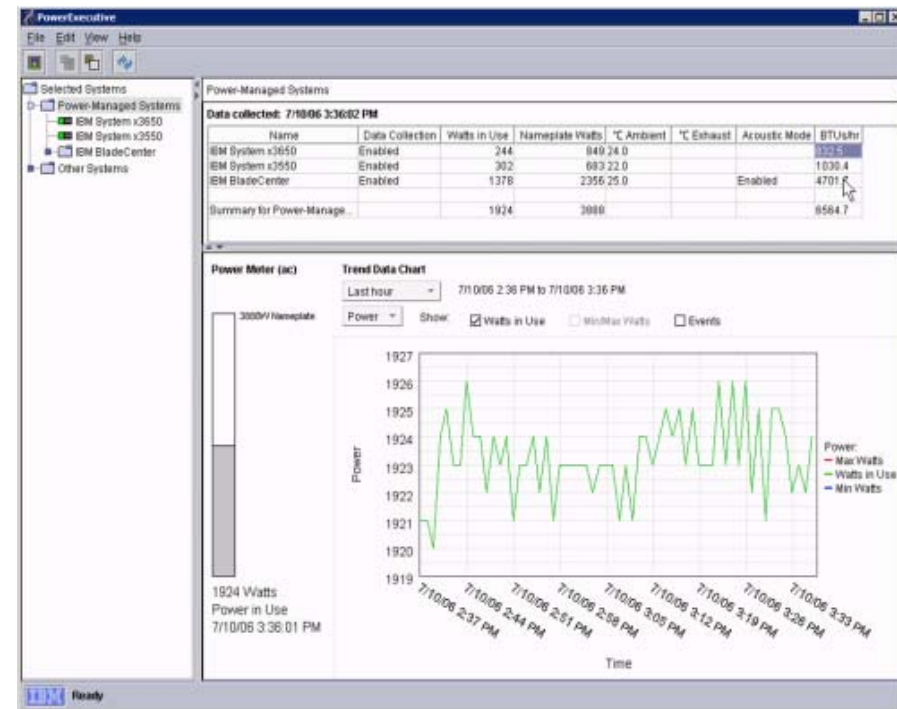 PowerExecutive
File Edit View Help
Selected Systems
Power-Managed Systems
IBM System x3650
IBM System x3550
IBM BladeCenter
Other Systems
Power-Managed Systems
Data collected: 7/10/06 3:36:02 PM
Name Data Collection Watts in Use Nameplate Watts °C Ambient °C Exhaust Acoustic Mode BTUs/hr
IBM System x3650 Enabled 244 849 24.0
IBM System x3550 Enabled 302 683 22.0 1030.4
IBM BladeCenter Enabled 1378 2356 25.0 Enabled
Summary for Power-Manage... 1924 3888 6564.7
Power Meter (ac)
3888W Nameplate
1924 Watts
Power in Use
7/10/06 3:36:01 PM
Trend Data Chart
Last hour 7/10/06 2:36 PM to 7/10/06 3:36 PM
Power Show: Watts in Use Min/Max Watts Events
1927
1926
1925
1924
1923
1922
1921
1920
1919
Power
7/10/06 2:37 PM
7/10/06 2:44 PM
7/10/06 2:51 PM
7/10/06 2:58 PM
7/10/06 3:05 PM
7/10/06 3:12 PM
7/10/06 3:19 PM
7/10/06 3:26 PM
7/10/06 3:33 PM
Time
Power:
Max Watts
Watts in Use
Min Watts
IBM Ready